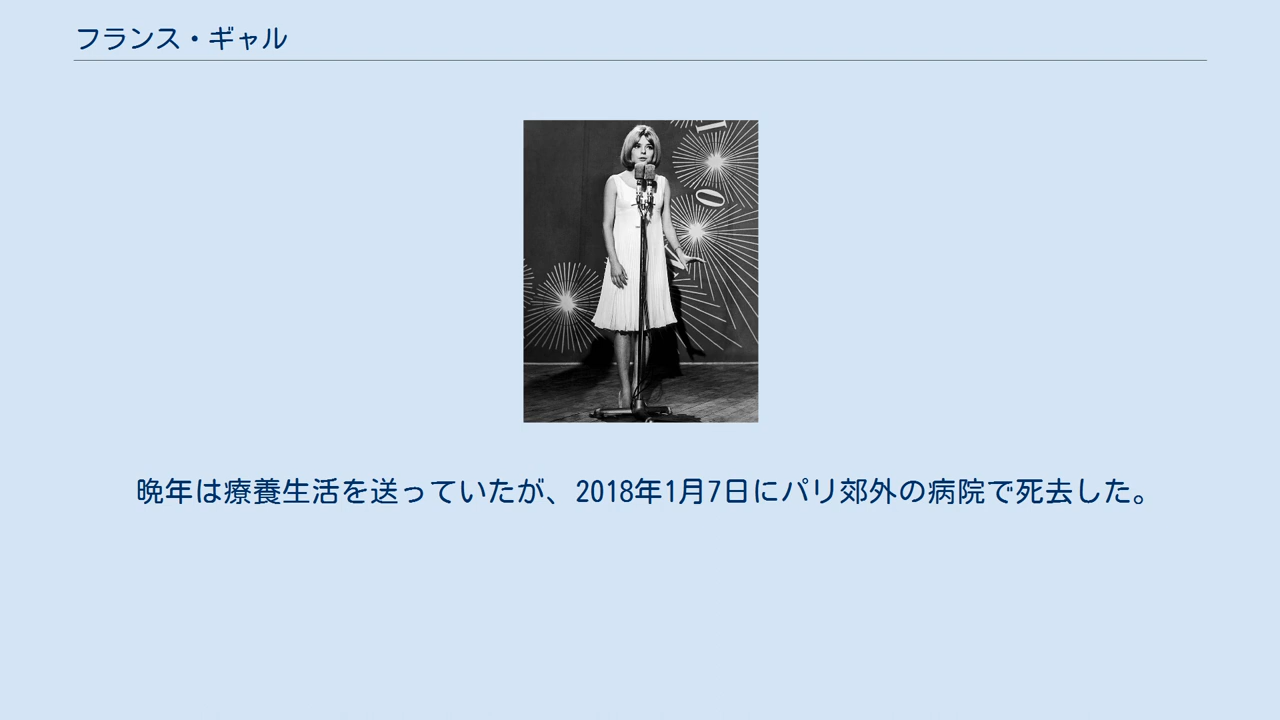 フランス・ギャル
晩年は療養生活を送っていたが、2018年1月7日にパリ郊外の病院で死去した。